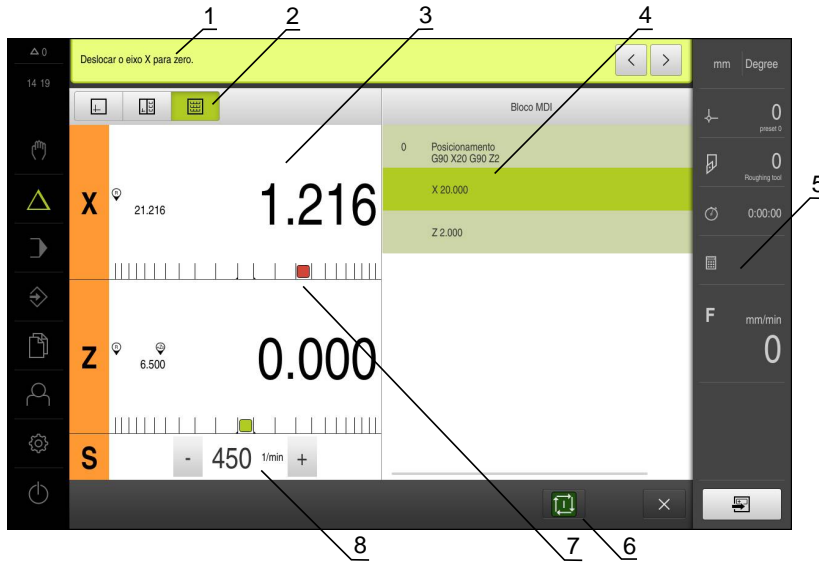 1
2
3
4
△ 0
Deslocar o eixo X para zero.
< >
mm Degree
14 19
Bloco MDI
0
preset 0
0 Posicionamento
G90 X20 G90 Z2
0
Roughing tool
5
X
R
21.216
1.216
X 20.000
0:00:00
Z 2.000
F mm/min
0
Z
R
6.500
0.000
S
- 450 1/min +
8
7
6